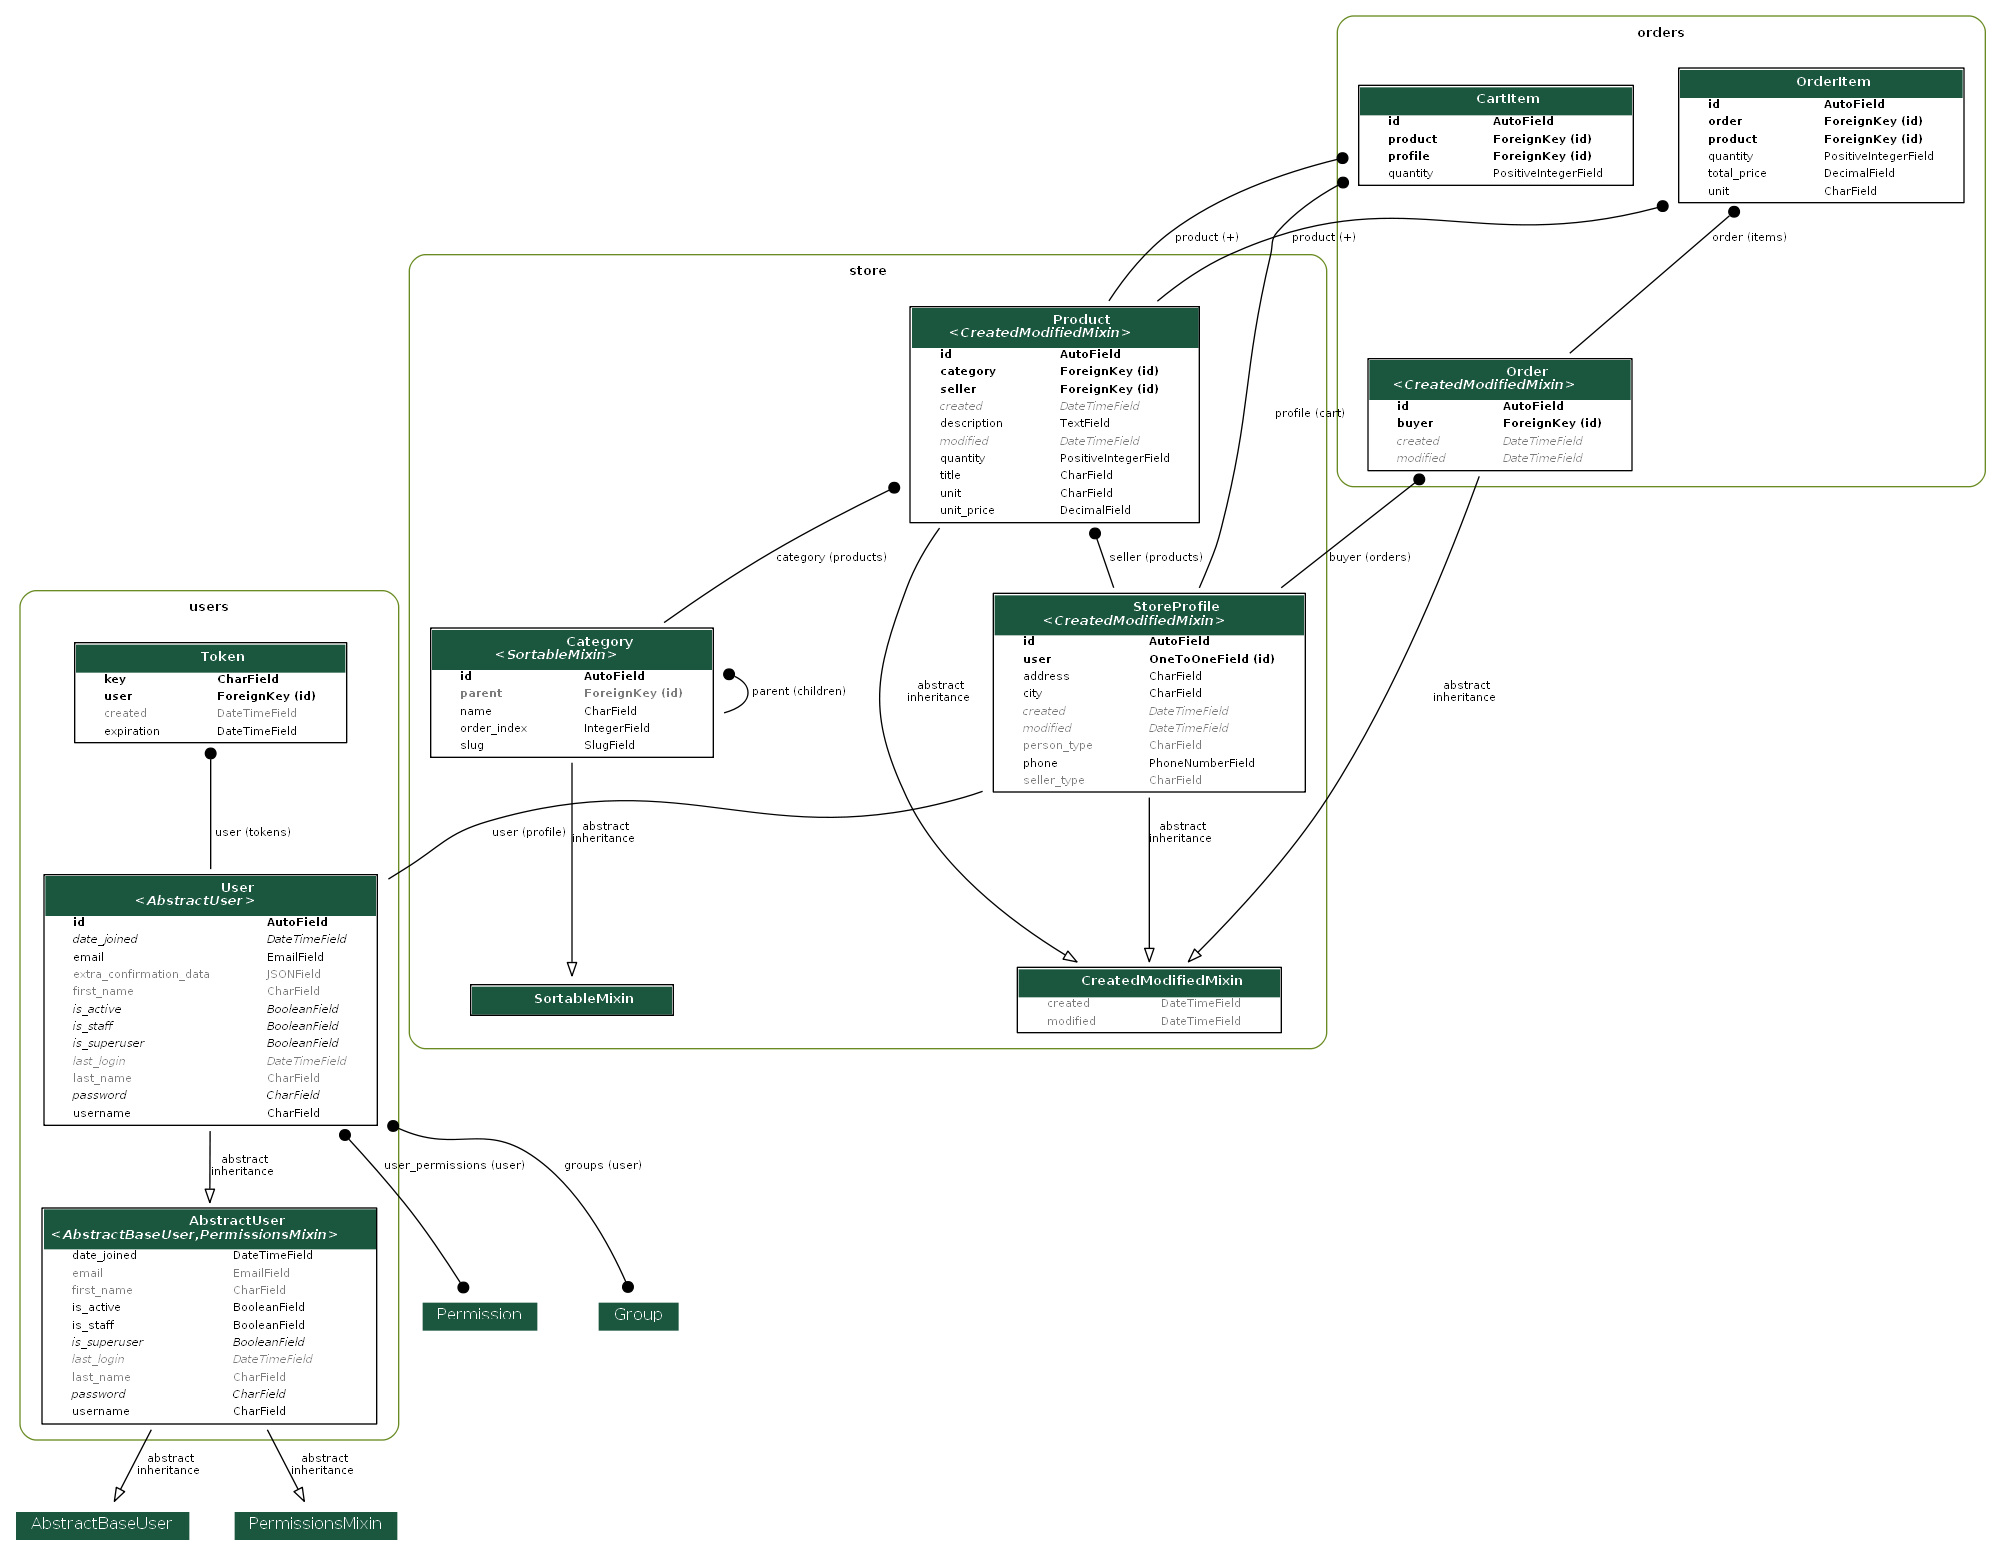 orders
CartItem
id AutoField
product ForeignKey (id)
profile ForeignKey (id)
quantity PositiveIntegerField
OrderItem
id AutoField
order ForeignKey (id)
product ForeignKey (id)
quantity PositiveIntegerField
total_price DecimalField
unit CharField
product (+)
product (+)
order (items)
Order
<CreatedModifiedMixin>
id AutoField
buyer ForeignKey (id)
created DateTimeField
modified DateTimeField
store
Product
<CreatedModifiedMixin>
id AutoField
category ForeignKey (id)
seller ForeignKey (id)
created DateTimeField
description TextField
modified DateTimeField
quantity PositiveIntegerField
title CharField
unit CharField
unit_price DecimalField
profile (cart)
category (products)
seller (products)
buyer (orders)
Category
<SortableMixin>
id AutoField
parent ForeignKey (id)
name CharField
order_index IntegerField
slug SlugField
parent (children)
StoreProfile
<CreatedModifiedMixin>
id AutoField
user OneToOneField (id)
address CharField
city CharField
created DateTimeField
modified DateTimeField
person_type CharField
phone PhoneNumberField
seller_type CharField
abstract
inheritance
abstract
inheritance
user (profile)
abstract
inheritance
abstract
inheritance
SortableMixin
CreatedModifiedMixin
created DateTimeField
modified DateTimeField
users
Token
key CharField
user ForeignKey (id)
created DateTimeField
expiration DateTimeField
user (tokens)
User
<AbstractUser>
id AutoField
date_joined DateTimeField
email EmailField
extra_confirmation_data JSONField
first_name CharField
is_active BooleanField
is_staff BooleanField
is_superuser BooleanField
last_login DateTimeField
last_name CharField
password CharField
username CharField
abstract
inheritance
user_permissions (user)
groups (user)
AbstractUser
<AbstractBaseUser,PermissionsMixin>
date_joined DateTimeField
email EmailField
first_name CharField
is_active BooleanField
is_staff BooleanField
is_superuser BooleanField
last_login DateTimeField
last_name CharField
password CharField
username CharField
Permission
Group
abstract
inheritance
abstract
inheritance
AbstractBaseUser
PermissionsMixin